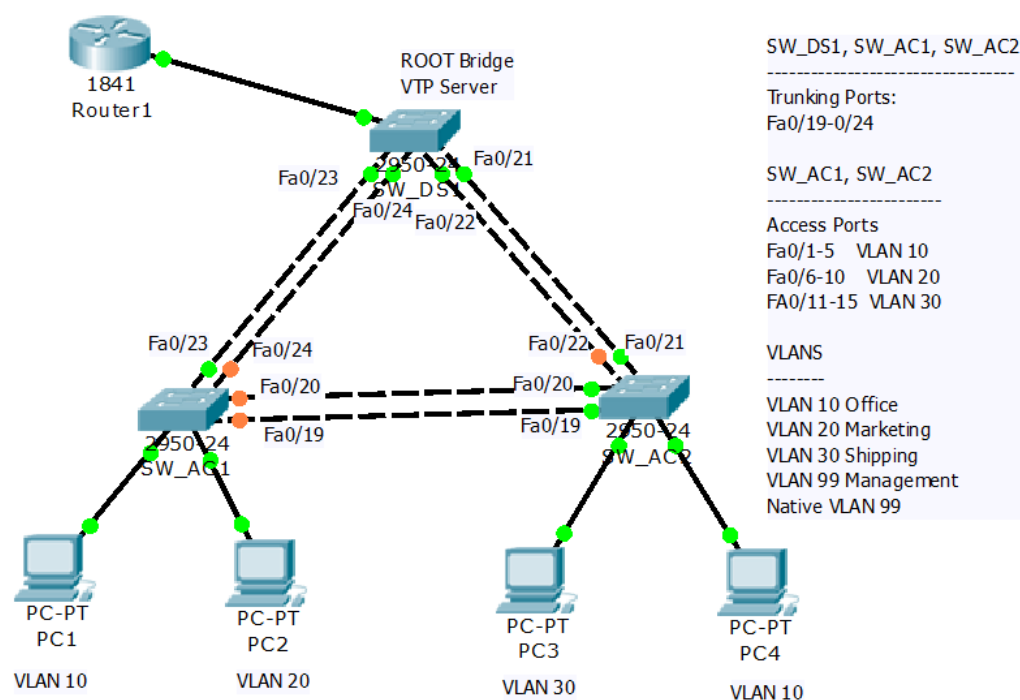 1841
Router1
ROOT Bridge
VTP Server
2950-24
SW_DS1
Fa0/23
Fa0/24
Fa0/22
Fa0/21
Fa0/23
Fa0/24
Fa0/20
Fa0/19
Fa0/22
Fa0/21
Fa0/20
Fa0/19
2950-24
SW_AC1
2950-24
SW_AC2
PC-PT
PC1
VLAN 10
PC-PT
PC2
VLAN 20
PC-PT
PC3
VLAN 30
PC-PT
PC4
VLAN 10
SW_DS1, SW_AC1, SW_AC2
----------------------------------
Trunking Ports:
Fa0/19-0/24
SW_AC1, SW_AC2
------------------------
Access Ports
Fa0/1-5 VLAN 10
Fa0/6-10 VLAN 20
FA0/11-15 VLAN 30
VLANS
--------
VLAN 10 Office
VLAN 20 Marketing
VLAN 30 Shipping
VLAN 99 Management
Native VLAN 99